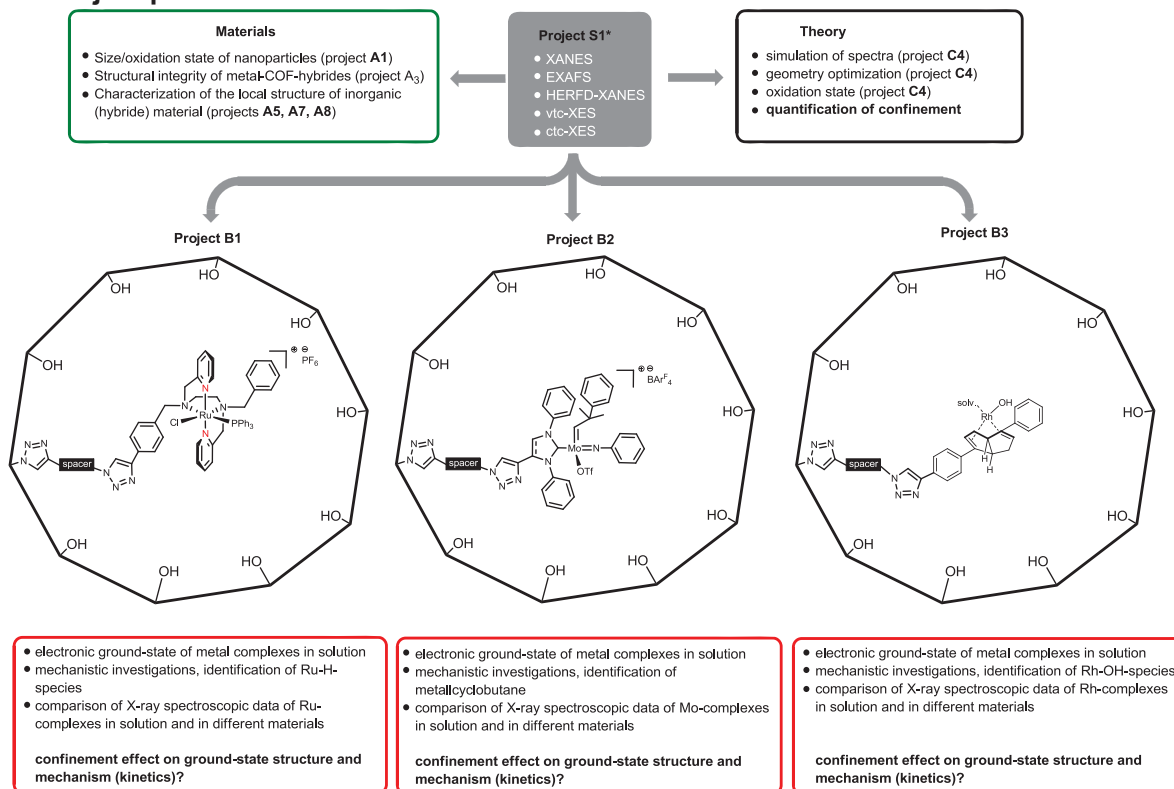 Materials
• Size/oxidation state of nanoparticles (project A1)
• Structural integrity of metal-COF-hybrides (project A3)
• Characterization of the local structure of inorganic
(hybride) material (projects A5, A7, A8)
Project S1*
• XANES
• EXAFS
• HERFD-XANES
• vtc-XES
• ctc-XES
Theory
• simulation of spectra (project C4)
• geometry optimization (project C4)
• oxidation state (project C4)
• quantification of confinement
Project B1
HO
OH
HO
OH
HO
HO
OH
OH
HO
⊕ ⊖
PF6
N
N
N
Ru
Cl
PPh3
N
N
N
N
spacer
N
N
N
Project B2
HO
OH
HO
OH
HO
HO
OH
OH
HO
⊕ ⊖
BArF4
N
Mo
N
N
OTf
N
N
N
spacer
N
N
N
Project B3
HO
OH
HO
OH
HO
HO
OH
OH
HO
solv.
OH
Rh
H
H
N
N
N
spacer
N
N
N
• electronic ground-state of metal complexes in solution
• mechanistic investigations, identification of Ru-H-
species
• comparison of X-ray spectroscopic data of Ru-
complexes in solution and in different materials
confinement effect on ground-state structure and
mechanism (kinetics)?
• electronic ground-state of metal complexes in solution
• mechanistic investigations, identification of
metallcyclobutane
• comparison of X-ray spectroscopic data of Mo-complexes
in solution and in different materials
confinement effect on ground-state structure and
mechanism (kinetics)?
• electronic ground-state of metal complexes in solution
• mechanistic investigations, identification of Rh-OH-species
• comparison of X-ray spectroscopic data of Rh-complexes
in solution and in different materials
confinement effect on ground-state structure and
mechanism (kinetics)?